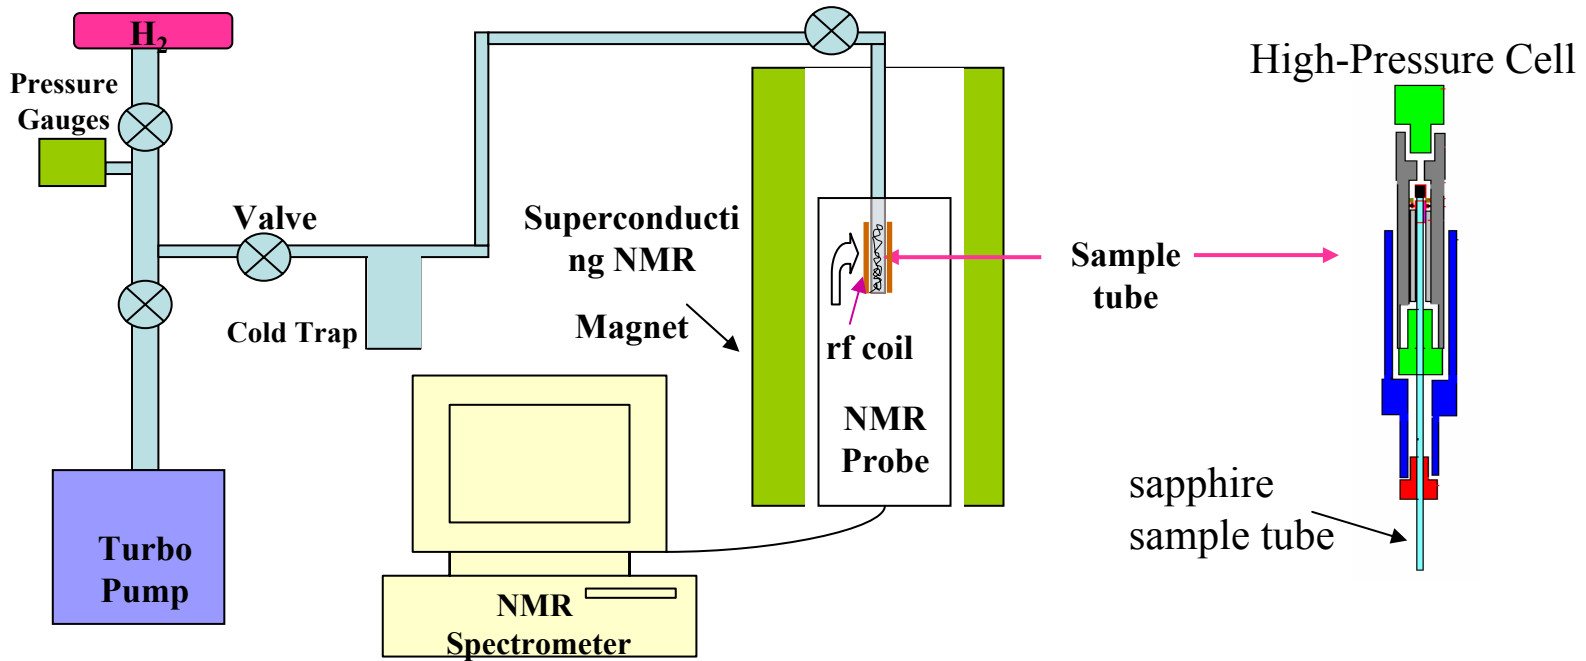 H₂
Pressure
Gauges
Valve
Cold Trap
Turbo
Pump
Superconducti
ng NMR
Magnet
rf coil
NMR
Probe
NMR
Spectrometer
Sample
tube
High-Pressure Cell
sapphire
sample tube